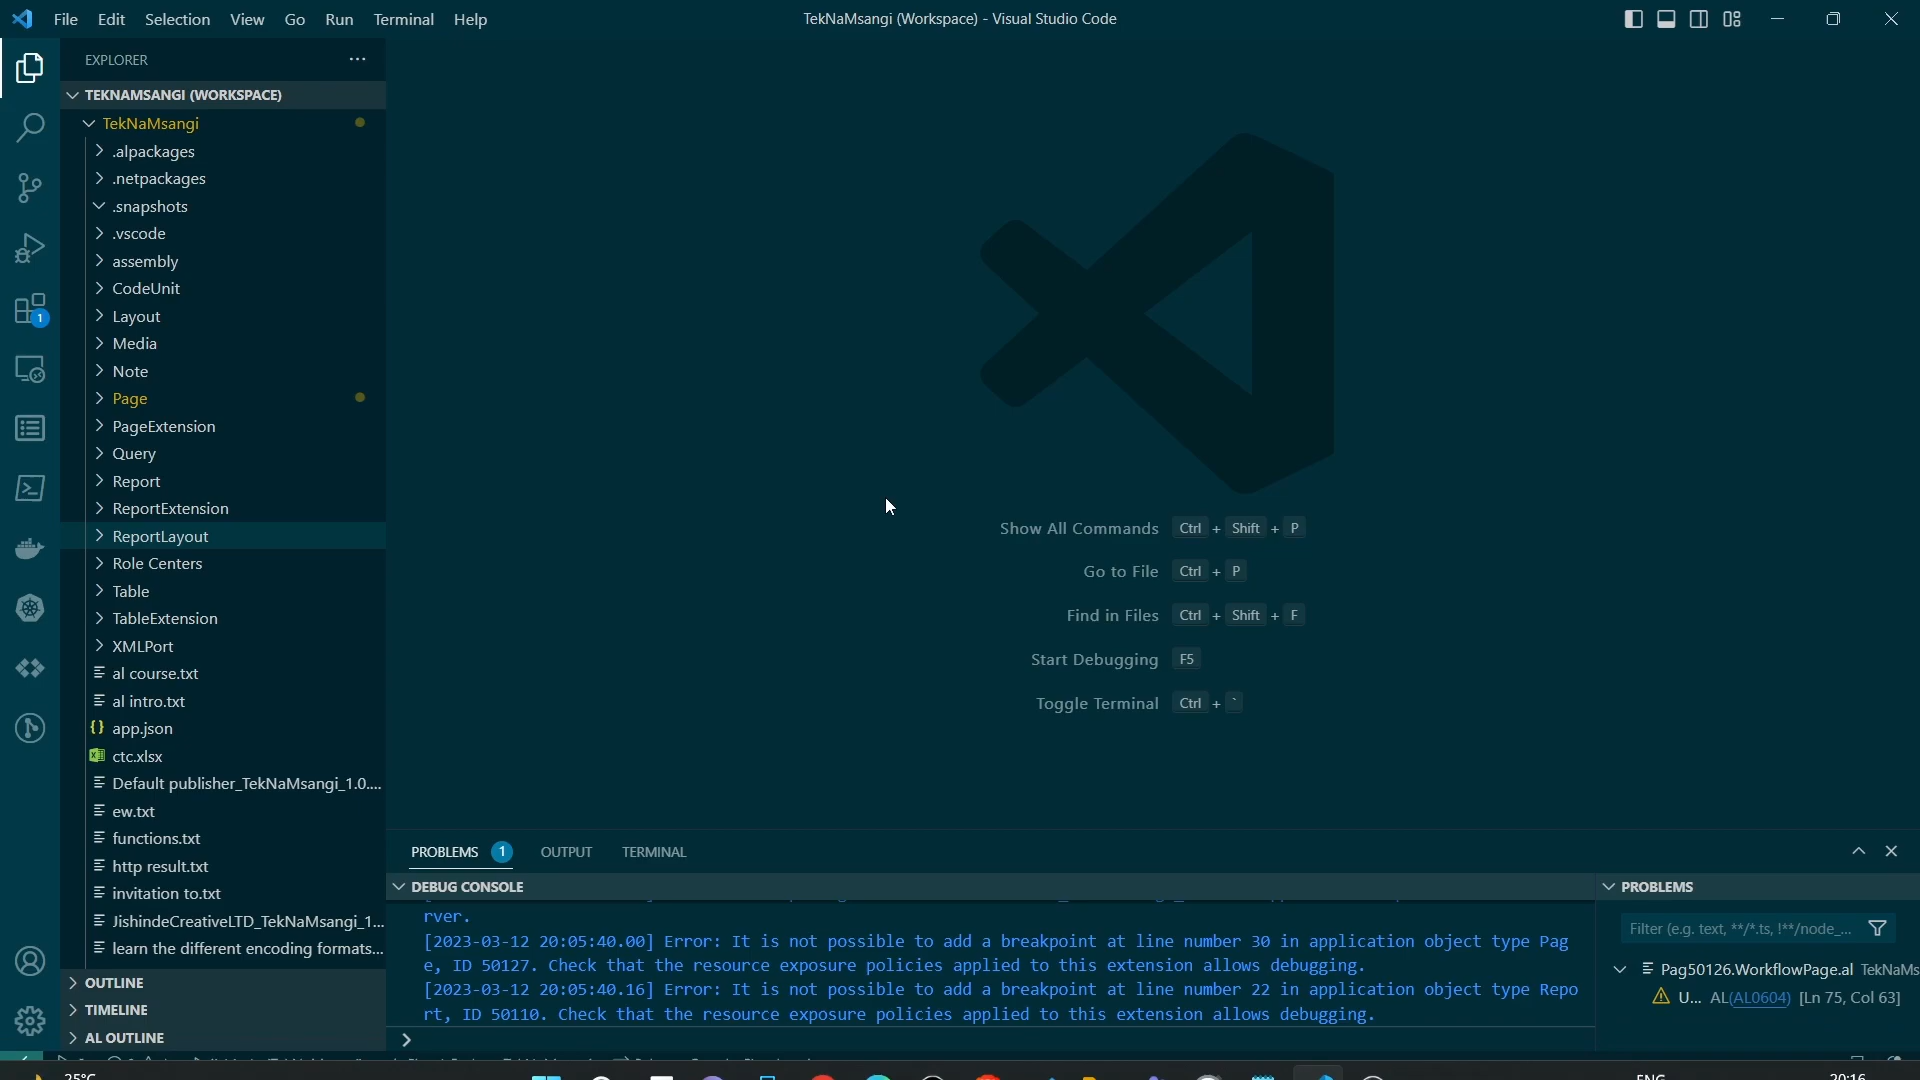 File Edit Selection View Go Run Terminal Help
TekNaMsangi (Workspace) - Visual Studio Code
EXPLORER
TEKNAMSANGI (WORKSPACE)
TekNaMsangi
.alpackages
.netpackages
.snapshots
.vscode
assembly
CodeUnit
Layout
Media
Note
Page
PageExtension
Query
Report
ReportExtension
ReportLayout
Role Centers
Table
TableExtension
XMLPort
al course.txt
al intro.txt
app.json
ctc.xlsx
Default publisher_TekNaMsangi_1.0....
ew.txt
functions.txt
http result.txt
invitation to.txt
JishindeCreativeLTD_TekNaMsangi_1...
learn the different encoding formats...
OUTLINE
TIMELINE
AL OUTLINE
1
Show All Commands Ctrl + Shift + P
Go to File Ctrl + P
Find in Files Ctrl + Shift + F
Start Debugging F5
Toggle Terminal Ctrl + `
PROBLEMS 1 OUTPUT TERMINAL
DEBUG CONSOLE
rver.
[2023-03-12 20:05:40.00] Error: It is not possible to add a breakpoint at line number 30 in application object type Pag
e, ID 50127. Check that the resource exposure policies applied to this extension allows debugging.
[2023-03-12 20:05:40.16] Error: It is not possible to add a breakpoint at line number 22 in application object type Repo
rt, ID 50110. Check that the resource exposure policies applied to this extension allows debugging.
PROBLEMS
Filter (e.g. text, **/*.ts, !**/node_...
Pag50126.WorkflowPage.al TekNaMs
U... AL(AL0604) [Ln 75, Col 63]
25°C
ENG
20:16